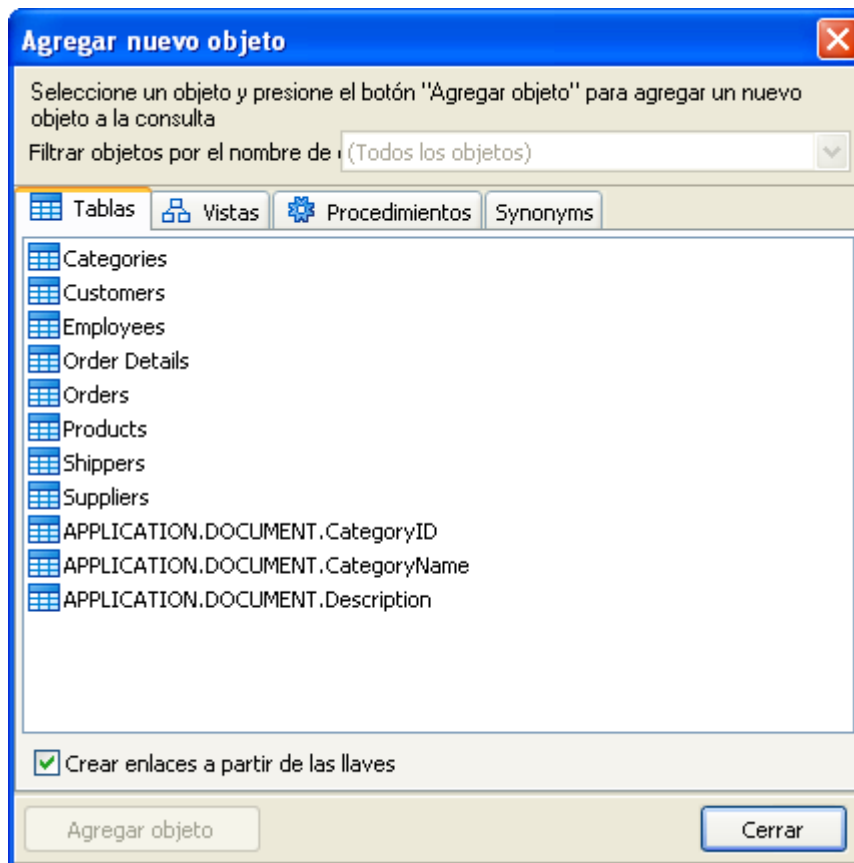 Agregar nuevo objeto
Seleccione un objeto y presione el botón "Agregar objeto" para agregar un nuevo
objeto a la consulta
Filtrar objetos por el nombre de (Todos los objetos)
Tablas Vistas Procedimientos Synonyms
Categories
Customers
Employees
Order Details
Orders
Products
Shippers
Suppliers
APPLICATION.DOCUMENT.CategoryID
APPLICATION.DOCUMENT.CategoryName
APPLICATION.DOCUMENT.Description
Crear enlaces a partir de las llaves
Agregar objeto Cerrar